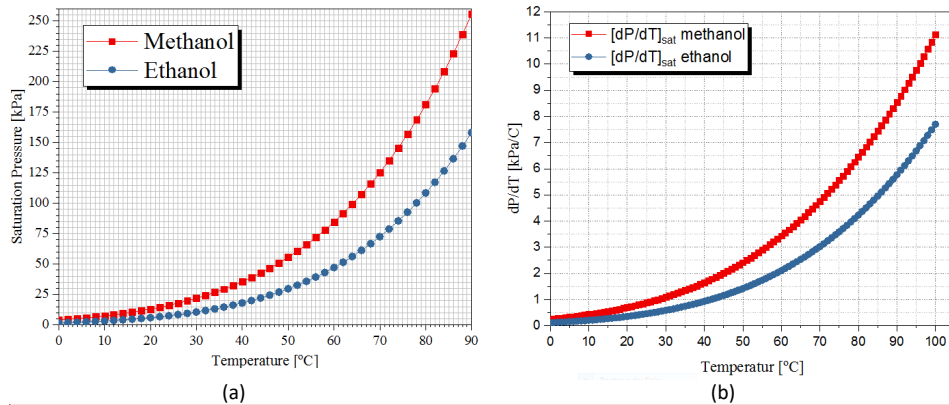 Methanol
Ethanol
Saturation Pressure [kPa]
250
225
200
175
150
125
100
75
50
25
0
0 10 20 30 40 50 60 70 80 90
Temperature [ºC]
(a)
[dP/dT]sat methanol
[dP/dT]sat ethanol
dP/dT [kPa/C]
12
11
10
9
8
7
6
5
4
3
2
1
0
0 10 20 30 40 50 60 70 80 90 100
Temperatur [ºC]
(b)